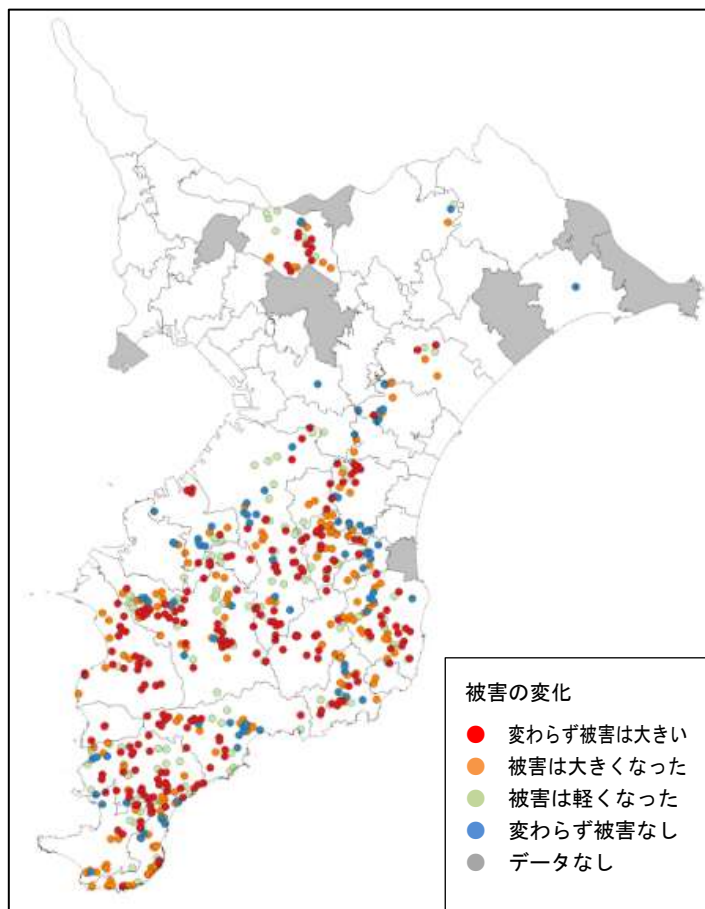 被害の変化
変わらず被害は大きい
被害は大きくなった
被害は軽くなった
変わらず被害なし
データなし